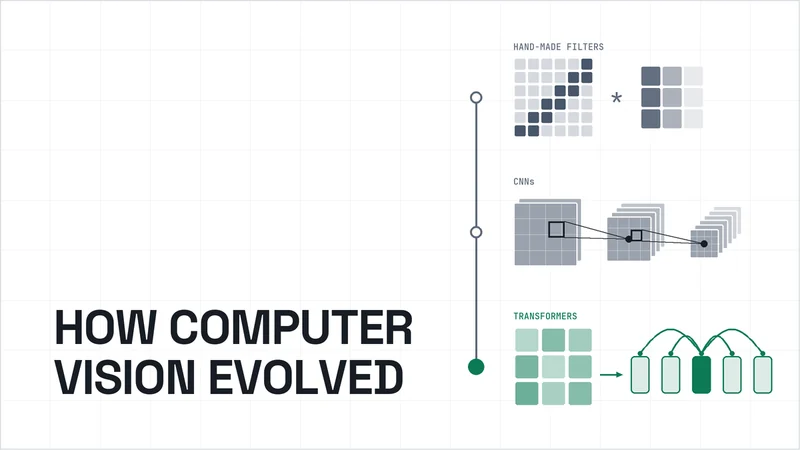 HAND-MADE FILTERS
*
CNNs
TRANSFORMERS
HOW COMPUTER
VISION EVOLVED